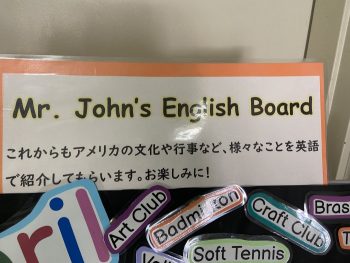 Mr. John's English Board
これからもアメリカの文化や行事など、様々なことを英語
で紹介してもらいます。お楽しみに!
Art Club
Badminton
Craft Club
Soft Tennis